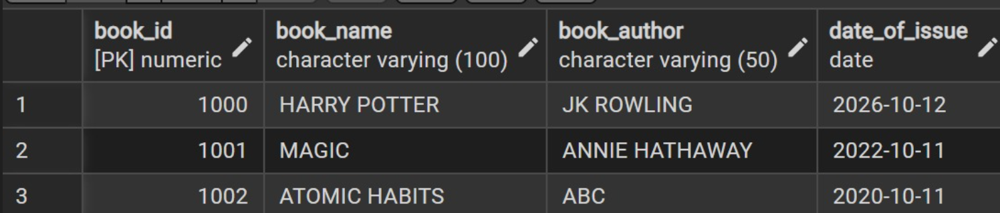 book_id book_name book_author date_of_issue
[PK] numeric character varying (100) character varying (50) date
1 1000 HARRY POTTER JK ROWLING 2026-10-12
2 1001 MAGIC ANNIE HATHAWAY 2022-10-11
3 1002 ATOMIC HABITS ABC 2020-10-11